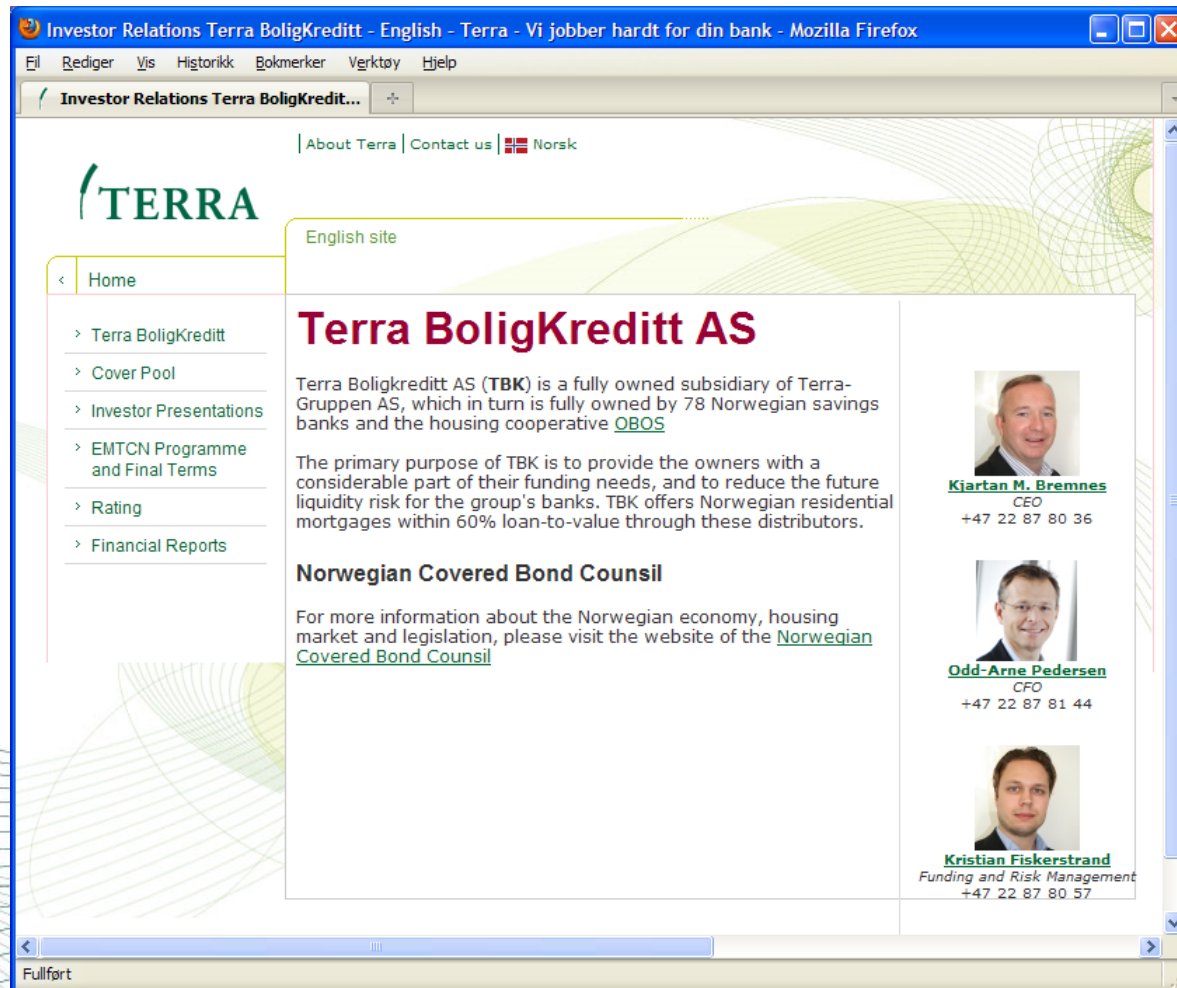 Investor Relations Terra BoligKreditt - English - Terra - Vi jobber hardt for din bank - Mozilla Firefox
Fil Rediger Vis Historikk Bokmerker Verktøy Hjelp
Investor Relations Terra BoligKredit...
About Terra Contact us Norsk
TERRA
English site
< Home
> Terra BoligKreditt
> Cover Pool
> Investor Presentations
> EMTCN Programme
and Final Terms
> Rating
> Financial Reports
Terra BoligKreditt AS
Terra Boligkreditt AS (TBK) is a fully owned subsidiary of Terra-
Gruppen AS, which in turn is fully owned by 78 Norwegian savings
banks and the housing cooperative OBOS
The primary purpose of TBK is to provide the owners with a
considerable part of their funding needs, and to reduce the future
liquidity risk for the group's banks. TBK offers Norwegian residential
mortgages within 60% loan-to-value through these distributors.
Norwegian Covered Bond Counsil
For more information about the Norwegian economy, housing
market and legislation, please visit the website of the Norwegian
Covered Bond Counsil
Kjartan M. Bremnes
CEO
+47 22 87 80 36
Odd-Arne Pedersen
CFO
+47 22 87 81 44
Kristian Fiskerstrand
Funding and Risk Management
+47 22 87 80 57
Fullført